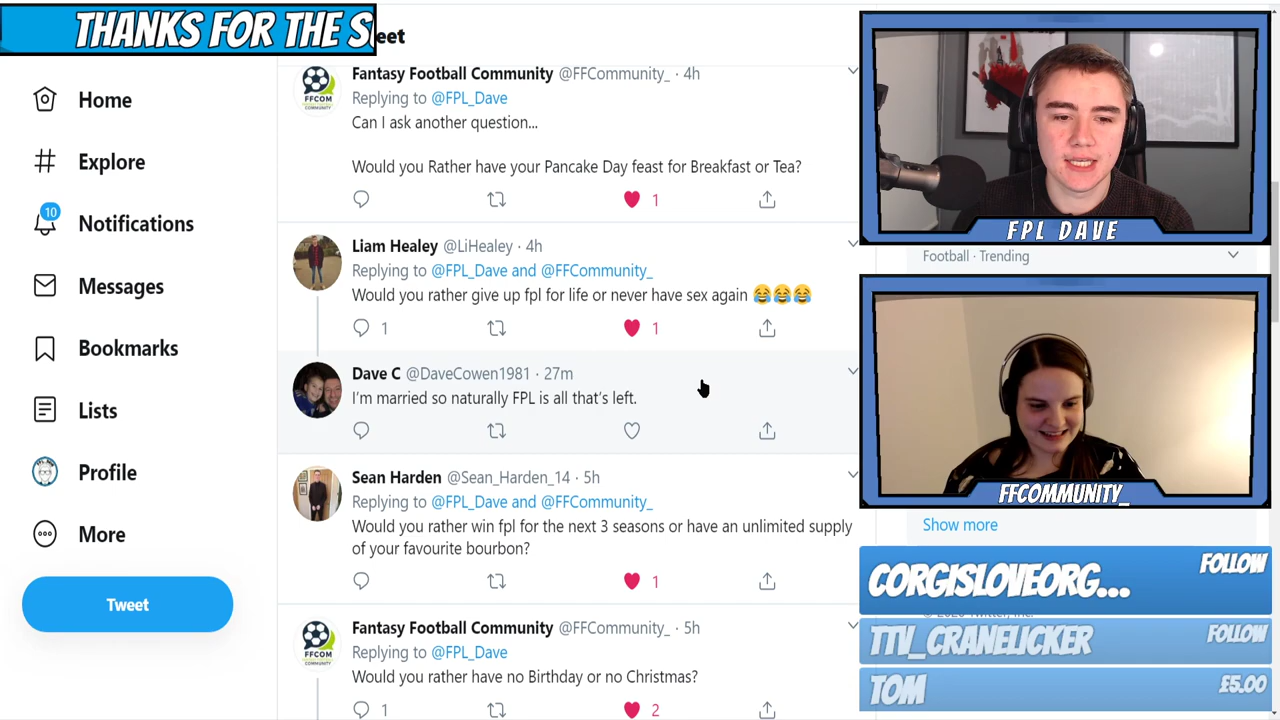 THANKS FOR THE S
eet
Home
Explore
10
Notifications
Messages
Bookmarks
Lists
Profile
More
Tweet
FFCOM
COMMUNITY
Fantasy Football Community @FFCommunity_ · 4h
Replying to @FPL_Dave
Can I ask another question...
Would you Rather have your Pancake Day feast for Breakfast or Tea?
1
Liam Healey @LiHealey · 4h
Replying to @FPL_Dave and @FFCommunity_
Would you rather give up fpl for life or never have sex again 😂😂😂
1 1
Dave C @DaveCowen1981 · 27m
I'm married so naturally FPL is all that's left.
Sean Harden @Sean_Harden_14 · 5h
Replying to @FPL_Dave and @FFCommunity_
Would you rather win fpl for the next 3 seasons or have an unlimited supply
of your favourite bourbon?
1
FFCOM
COMMUNITY
Fantasy Football Community @FFCommunity_ · 5h
Replying to @FPL_Dave
Would you rather have no Birthday or no Christmas?
1 2
FPL DAVE
Football · Trending
FFCOMMUNITY_
Show more
CORGISLOVEORG... FOLLOW
TTV_CRANELICKER FOLLOW
TOM £5.00